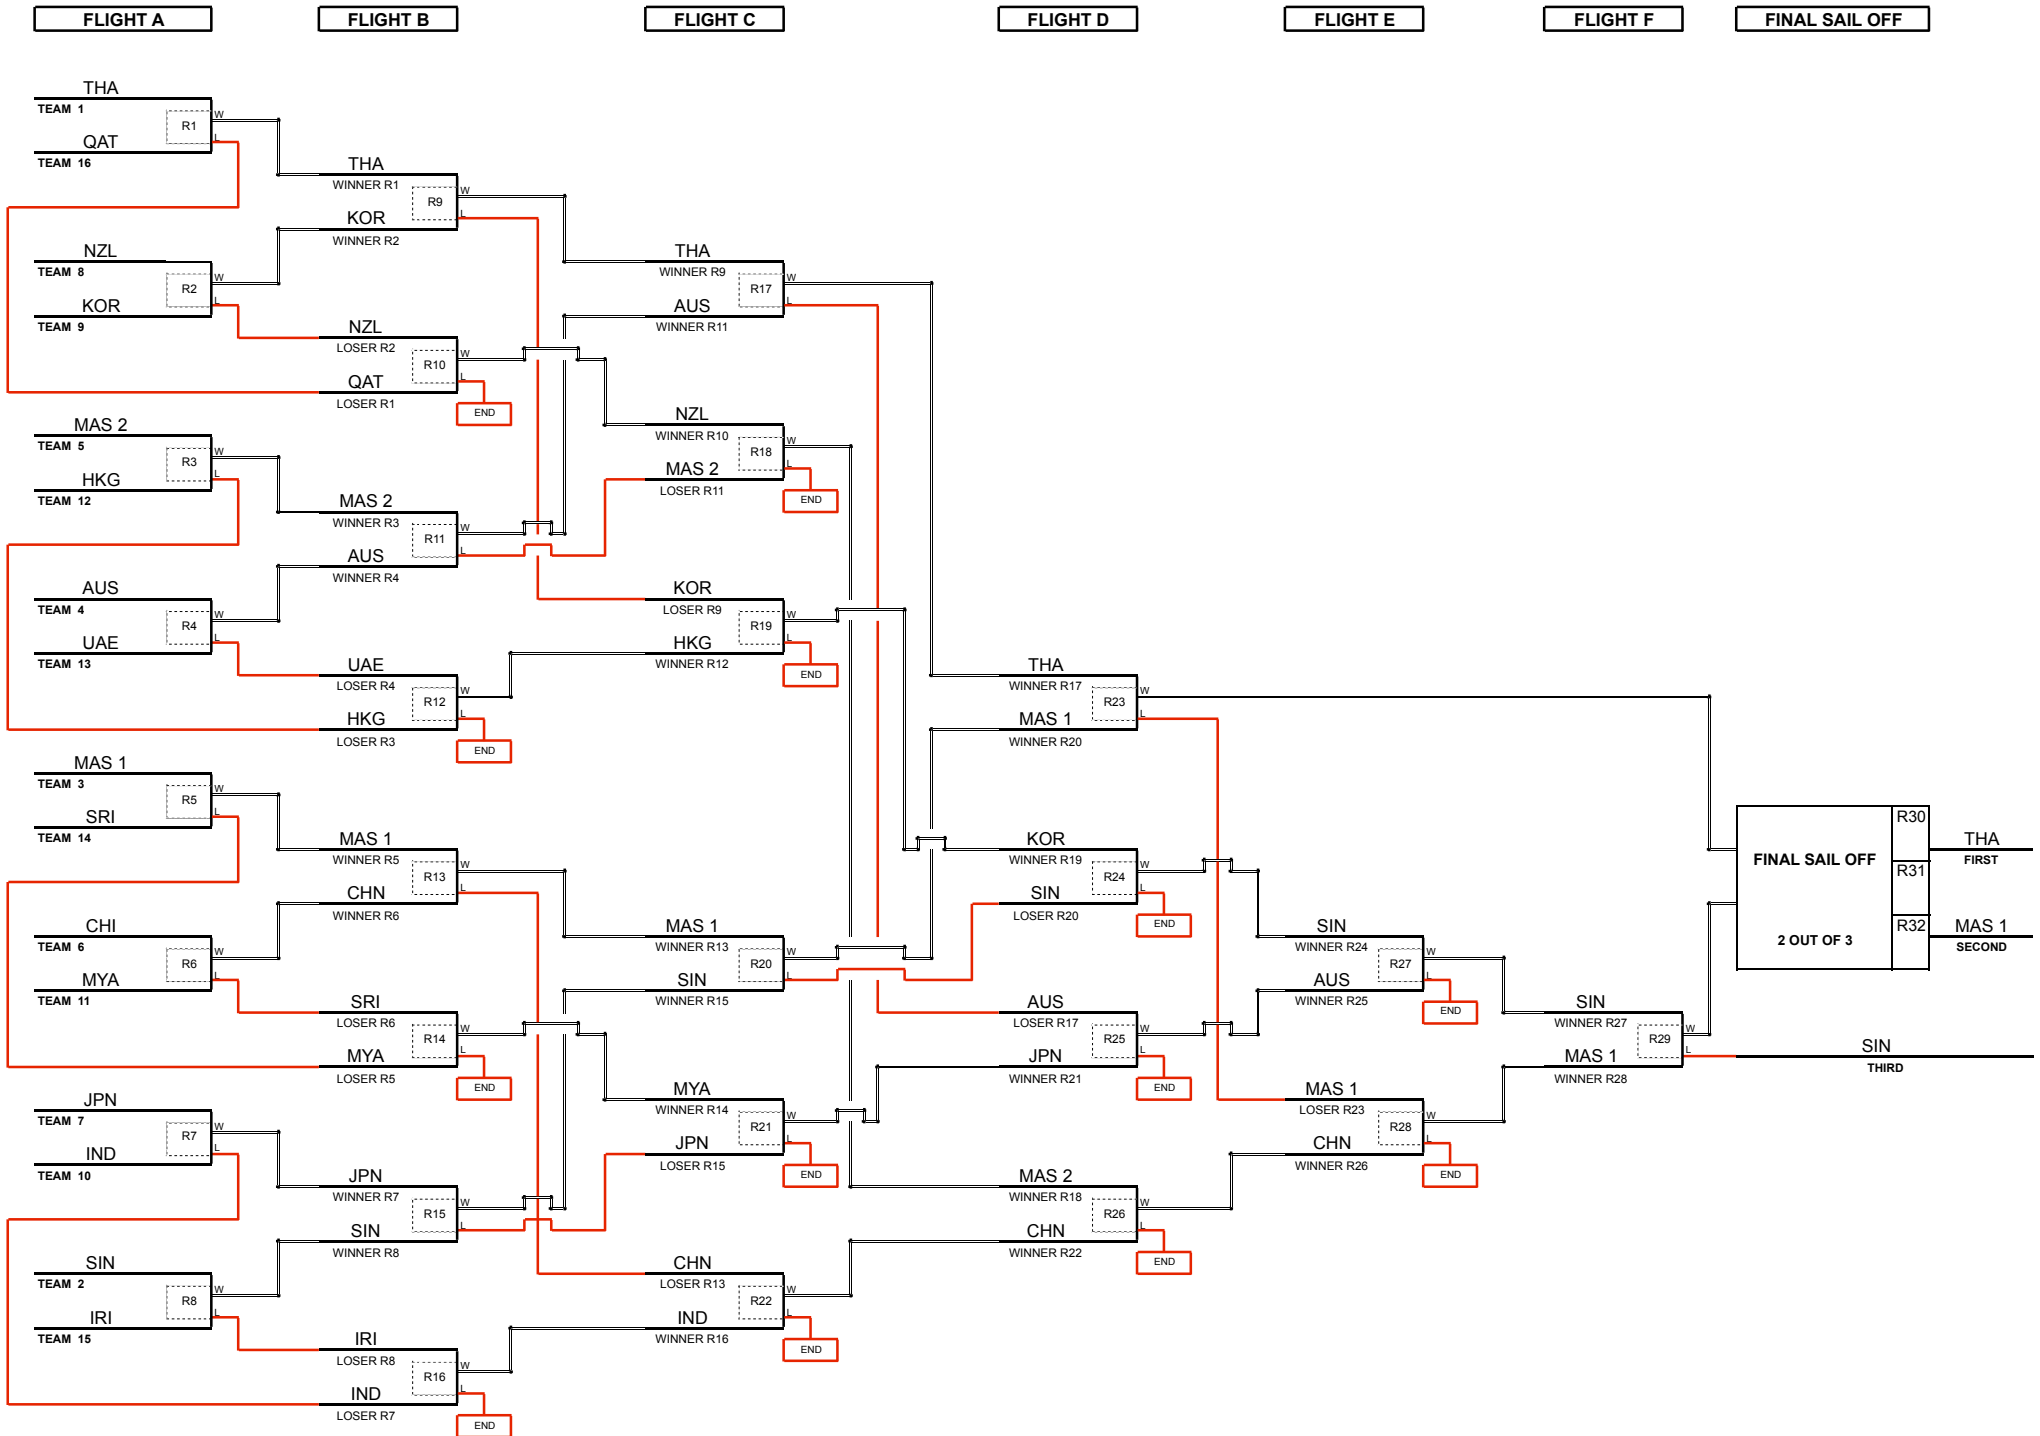 FLIGHT A
FLIGHT B
FLIGHT C
FLIGHT D
FLIGHT E
FLIGHT F
FINAL SAIL OFF
THA
TEAM 1
R1
W
L
QAT
TEAM 16
NZL
TEAM 8
R2
W
L
KOR
TEAM 9
MAS 2
TEAM 5
R3
W
L
HKG
TEAM 12
AUS
TEAM 4
R4
W
L
UAE
TEAM 13
MAS 1
TEAM 3
R5
W
L
SRI
TEAM 14
CHI
TEAM 6
R6
W
L
MYA
TEAM 11
JPN
TEAM 7
R7
W
L
IND
TEAM 10
SIN
TEAM 2
R8
W
L
IRI
TEAM 15
THA
WINNER R1
R9
W
L
KOR
WINNER R2
NZL
LOSER R2
R10
W
L
QAT
LOSER R1
END
MAS 2
WINNER R3
R11
W
L
AUS
WINNER R4
UAE
LOSER R4
R12
W
L
HKG
LOSER R3
END
MAS 1
WINNER R5
R13
W
L
CHN
WINNER R6
SRI
LOSER R6
R14
W
L
MYA
LOSER R5
END
JPN
WINNER R7
R15
W
L
SIN
WINNER R8
IRI
LOSER R8
R16
W
L
IND
LOSER R7
END
THA
WINNER R9
R17
W
L
AUS
WINNER R11
NZL
WINNER R10
R18
W
L
MAS 2
LOSER R11
END
KOR
LOSER R9
R19
W
L
HKG
WINNER R12
END
MAS 1
WINNER R13
R20
W
L
SIN
WINNER R15
MYA
WINNER R14
R21
W
L
JPN
LOSER R15
END
CHN
LOSER R13
R22
W
L
IND
WINNER R16
END
THA
WINNER R17
R23
W
L
MAS 1
WINNER R20
KOR
WINNER R19
R24
W
L
SIN
LOSER R20
END
AUS
LOSER R17
R25
W
L
JPN
WINNER R21
END
MAS 2
WINNER R18
R26
W
L
CHN
WINNER R22
END
SIN
WINNER R24
R27
W
L
AUS
WINNER R25
END
MAS 1
LOSER R23
R28
W
L
CHN
WINNER R26
END
SIN
WINNER R27
R29
W
L
MAS 1
WINNER R28
FINAL SAIL OFF
2 OUT OF 3
R30
R31
R32
THA
FIRST
MAS 1
SECOND
SIN
THIRD